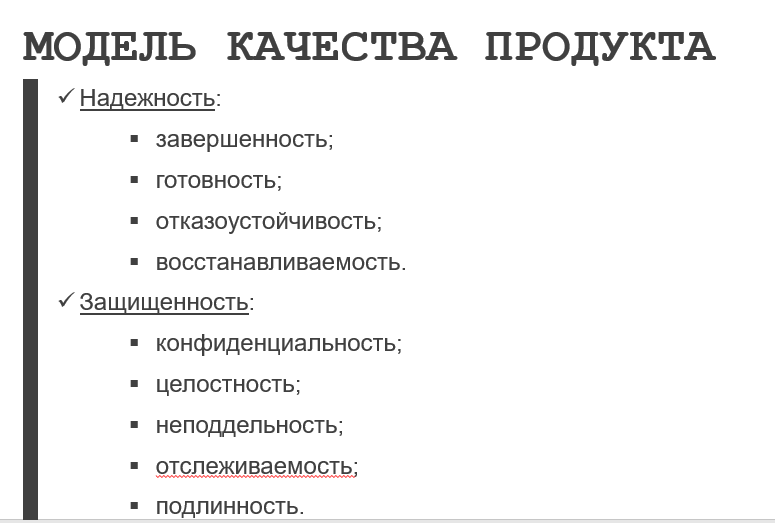 МОДЕЛЬ КАЧЕСТВА ПРОДУКТА
✓ Надежность:
▪ завершенность;
▪ готовность;
▪ отказоустойчивость;
▪ восстанавливаемость.
✓ Защищенность:
▪ конфиденциальность;
▪ целостность;
▪ неподдельность;
▪ отслеживаемость;
▪ подлинность.